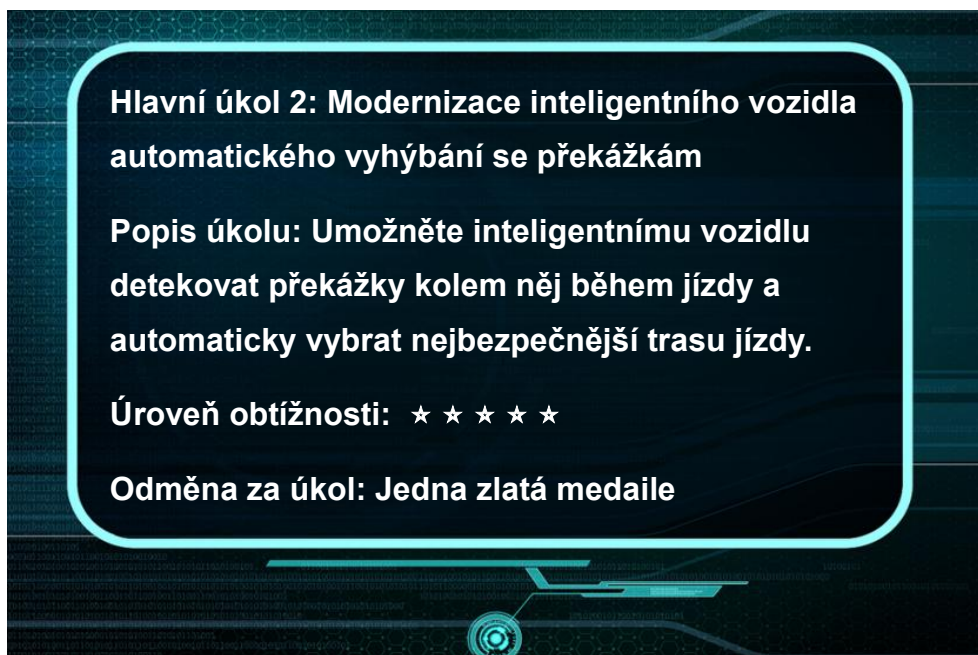 Hlavní úkol 2: Modernizace inteligentního vozidla
automatického vyhýbání se překážkám
Popis úkolu: Umožněte inteligentnímu vozidlu
detekovat překážky kolem něj během jízdy a
automaticky vybrat nejbezpečnější trasu jízdy.
Úroveň obtížnosti: ★ ★ ★ ★ ★
Odměna za úkol: Jedna zlatá medaile